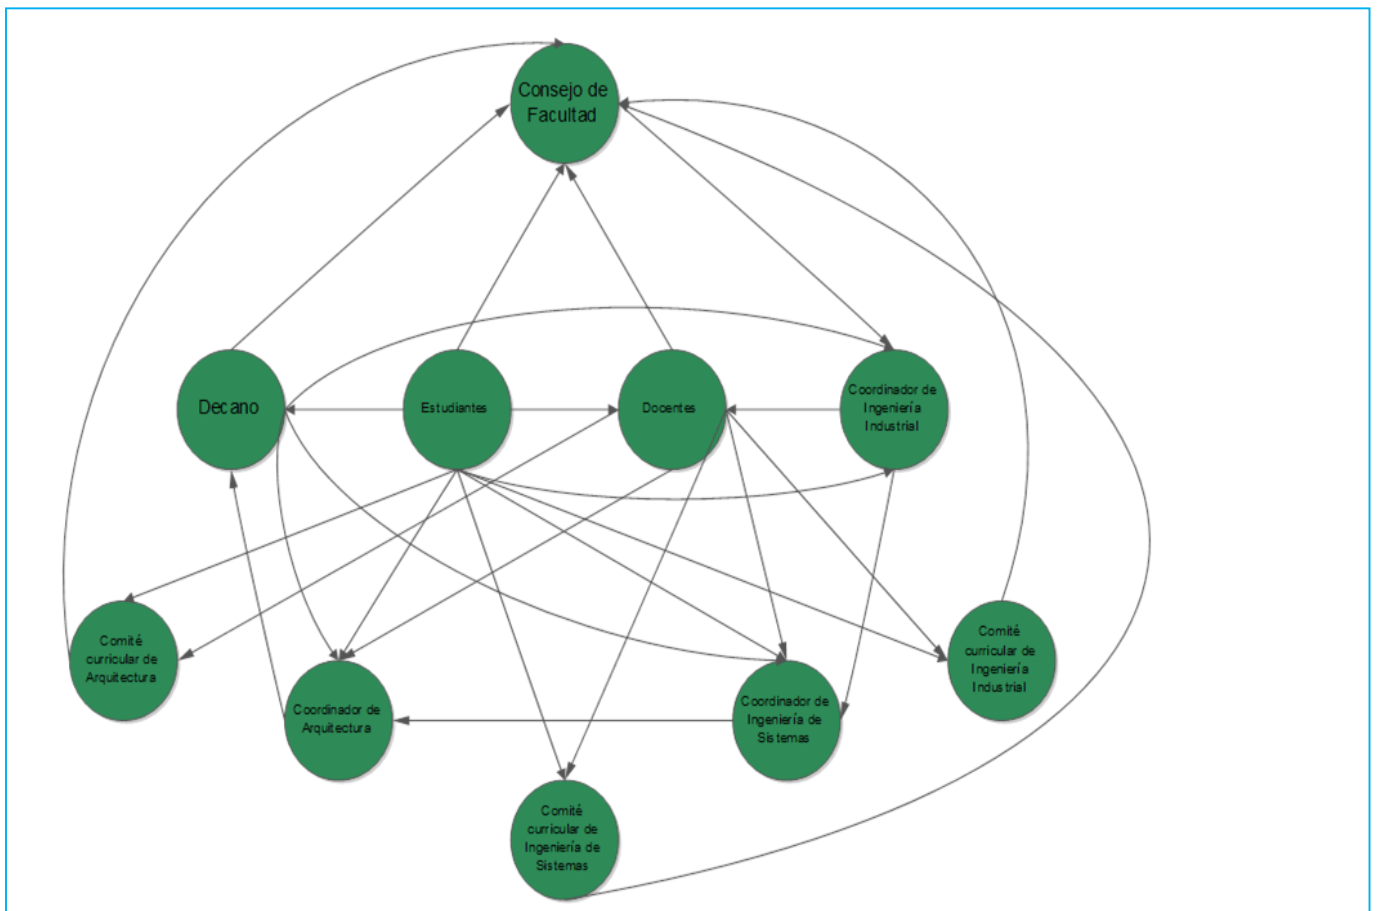 Consejo de
Facultad
Decano
Estudiantes
Docentes
Coordinador de
Ingeniería
Industrial
Comité
curricular de
Arquitectura
Coordinador de
Arquitectura
Comité
curricular de
Ingeniería de
Sistemas
Coordinador de
Ingeniería de
Sistemas
Comité
curricular de
Ingeniería
Industrial